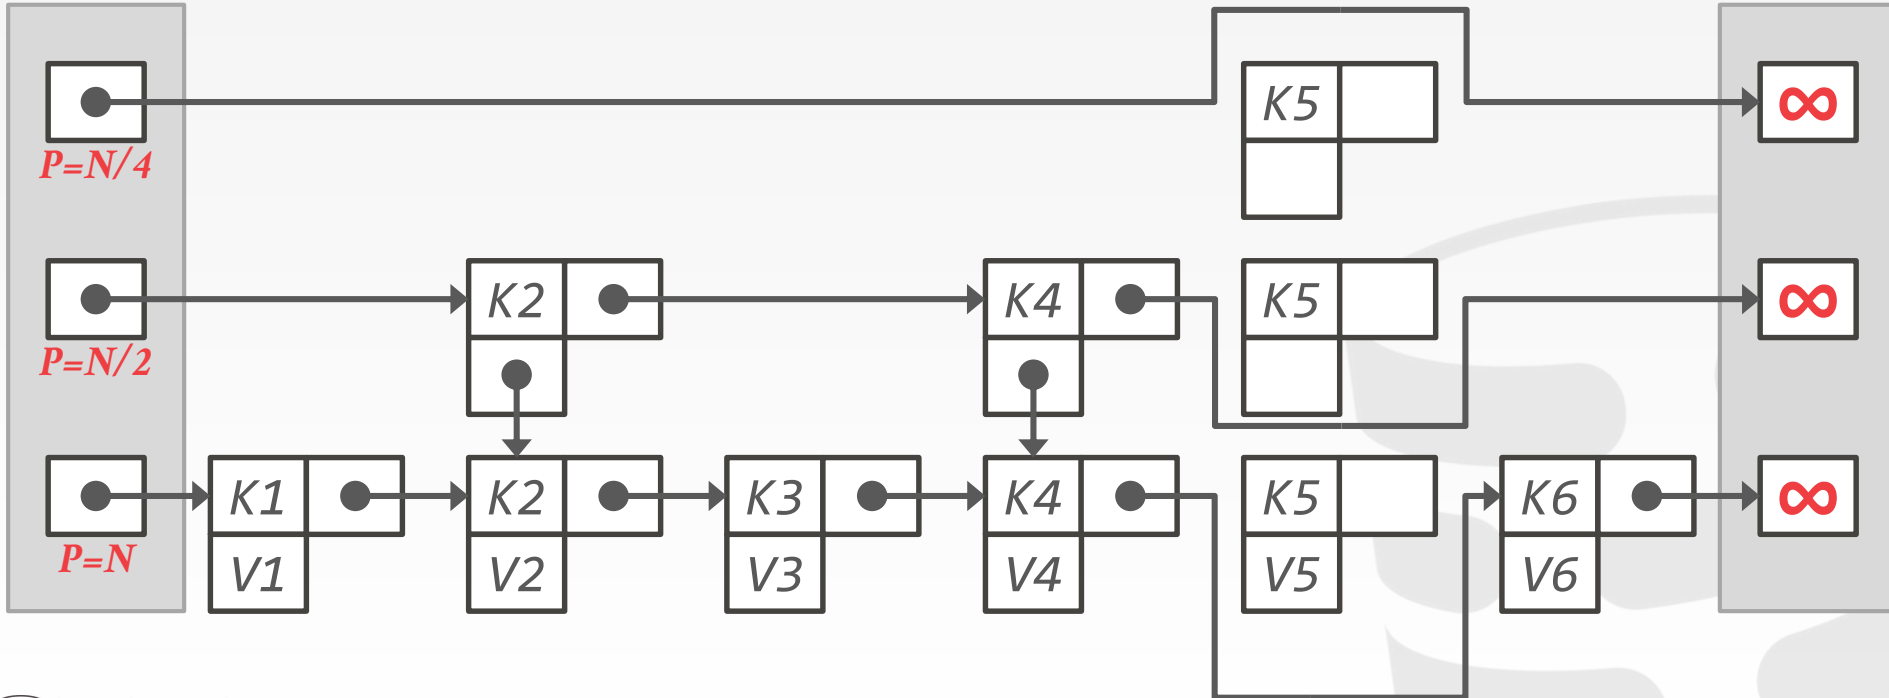 K5 ∞
P=N/4
K2 K4 K5 ∞
P=N/2
K1 K2 K3 K4 K5 K6 ∞
P=N
V1 V2 V3 V4 V5 V6